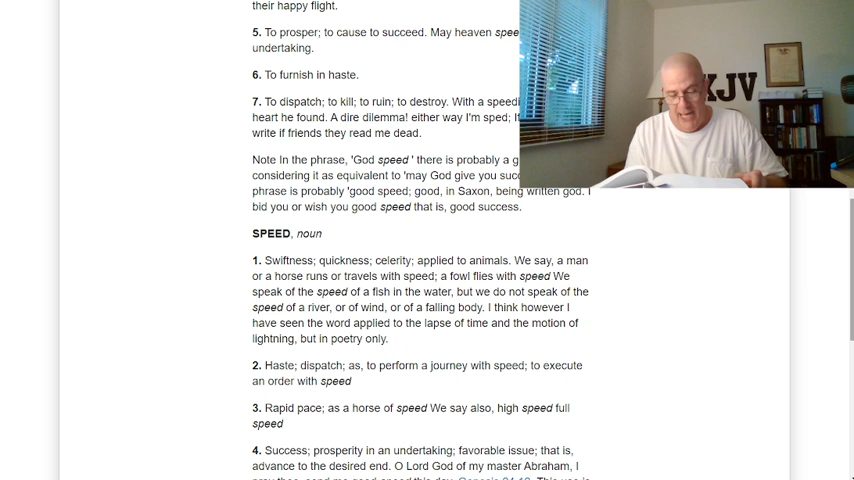 their happy flight.
5. To prosper; to cause to succeed. May heaven spee
undertaking.
6. To furnish in haste.
7. To dispatch; to kill; to ruin; to destroy. With a speedi
heart he found. A dire dilemma! either way I'm sped; I
write if friends they read me dead.
Note In the phrase, 'God speed ' there is probably a g
considering it as equivalent to 'may God give you succ
phrase is probably 'good speed; good, in Saxon, being written god. I
bid you or wish you good speed that is, good success.
SPEED, noun
1. Swiftness; quickness; celerity; applied to animals. We say, a man
or a horse runs or travels with speed; a fowl flies with speed We
speak of the speed of a fish in the water, but we do not speak of the
speed of a river, or of wind, or of a falling body. I think however I
have seen the word applied to the lapse of time and the motion of
lightning, but in poetry only.
2. Haste; dispatch; as, to perform a journey with speed; to execute
an order with speed
3. Rapid pace; as a horse of speed We say also, high speed full
speed
4. Success; prosperity in an undertaking; favorable issue; that is,
advance to the desired end. O Lord God of my master Abraham, I
KJV